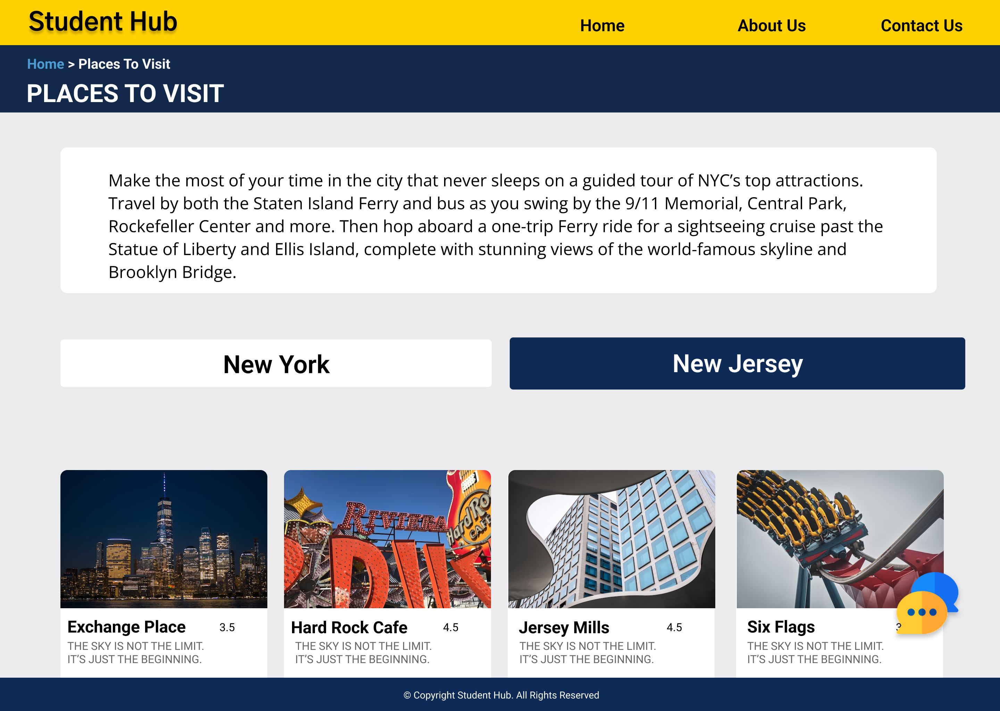 Student Hub
Home
About Us
Contact Us
Home > Places To Visit
PLACES TO VISIT
Make the most of your time in the city that never sleeps on a guided tour of NYC’s top attractions.
Travel by both the Staten Island Ferry and bus as you swing by the 9/11 Memorial, Central Park,
Rockefeller Center and more. Then hop aboard a one-trip Ferry ride for a sightseeing cruise past the
Statue of Liberty and Ellis Island, complete with stunning views of the world-famous skyline and
Brooklyn Bridge.
New York
New Jersey
RIVIERA
Hard Ro
CAFE
Exchange Place
3.5
THE SKY IS NOT THE LIMIT.
IT’S JUST THE BEGINNING.
Hard Rock Cafe
4.5
THE SKY IS NOT THE LIMIT.
IT’S JUST THE BEGINNING.
Jersey Mills
4.5
THE SKY IS NOT THE LIMIT.
IT’S JUST THE BEGINNING.
Six Flags
THE SKY IS NOT THE LIMIT.
IT’S JUST THE BEGINNING.
© Copyright Student Hub. All Rights Reserved